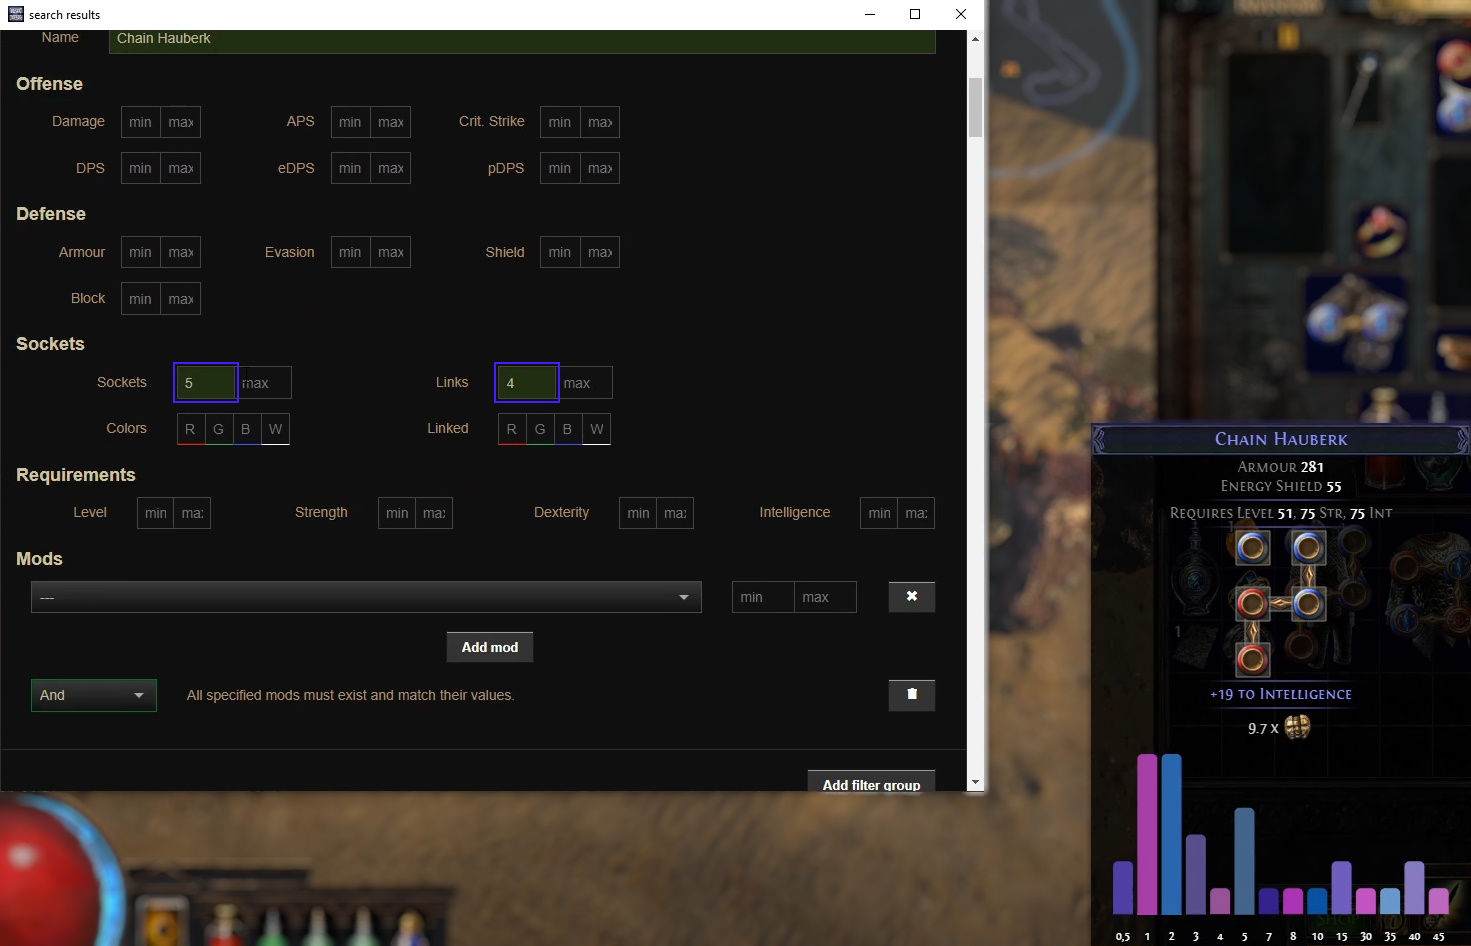 search results
Name Chain Hauberk
Offense
Damage min max APS min max Crit. Strike min max
DPS min max eDPS min max pDPS min max
Defense
Armour min max Evasion min max Shield min max
Block min max
Sockets
Sockets 5 max Links 4 max
Colors R G B W Linked R G B W
Requirements
Level min ma: Strength min ma: Dexterity min ma: Intelligence min ma:
Mods
--- min max ✖
Add mod
And All specified mods must exist and match their values.
Add filter group
Chain Hauberk
Armour 281
Energy Shield 55
Requires Level 51, 75 Str, 75 Int
1
1
+19 to Intelligence
9.7 X
0,5 1 2 3 4 5 7 8 10 15 30 35 40 45